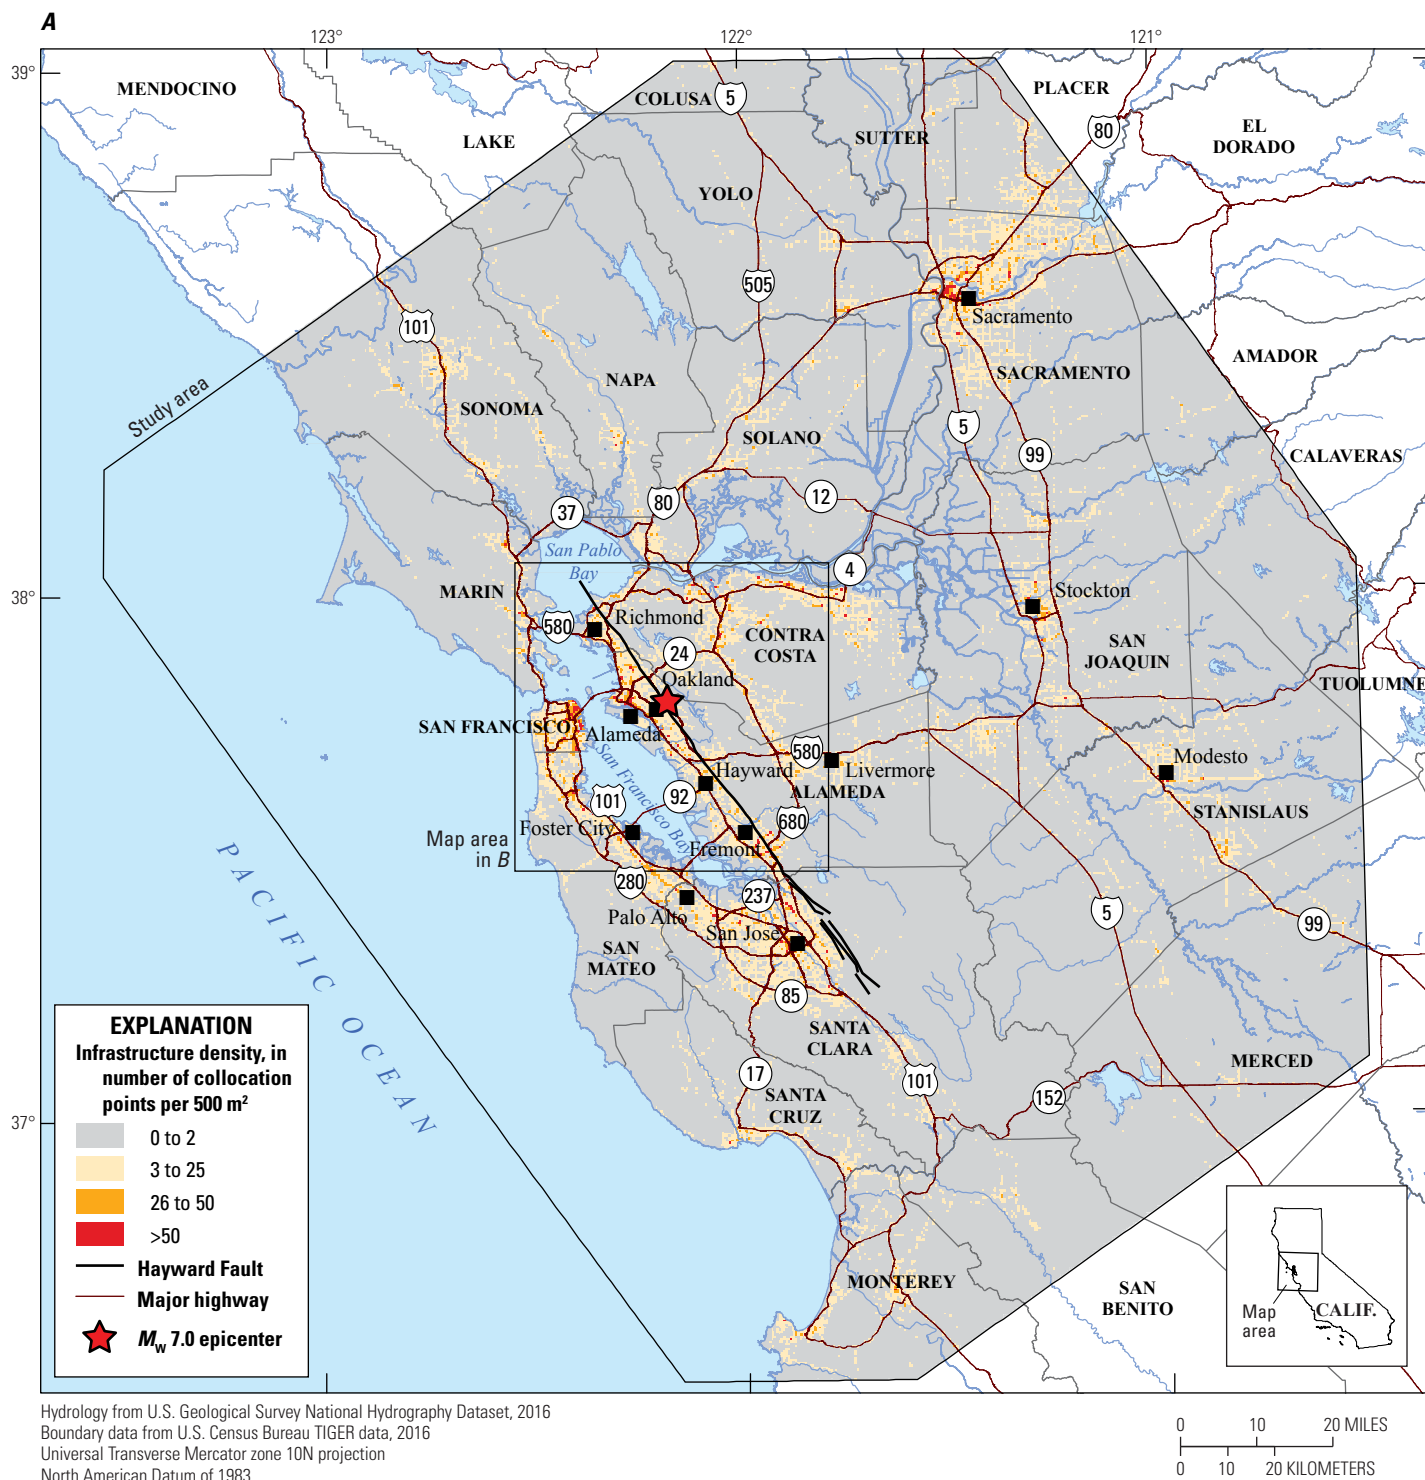 A
123°
122°
121°
39°
MENDOCINO
COLUSA
5
PLACER
80
LAKE
SUTTER
EL
DORADO
YOLO
505
101
Sacramento
AMADOR
NAPA
SACRAMENTO
Study area
SONOMA
5
SOLANO
99
CALAVERAS
80
12
37
San Pablo
Bay
4
38°
MARIN
Stockton
580
Richmond
CONTRA
COSTA
24
SAN
JOAQUIN
Oakland
TUOLUMNE
SAN FRANCISCO
Alameda
580
Modesto
Hayward
Livermore
San Francisco Bay
92
ALAMEDA
101
STANISLAUS
680
Foster City
Map area
in B
Fremont
280
237
5
Palo Alto
99
San Jose
SAN
MATEO
PACIFIC OCEAN
85
SANTA
CLARA
MERCED
17
101
152
SANTA
CRUZ
37°
EXPLANATION
Infrastructure density, in
number of collocation
points per 500 m²
0 to 2
3 to 25
26 to 50
>50
Hayward Fault
Major highway
Mw 7.0 epicenter
MONTEREY
SAN
BENITO
Map
area
CALIF.
Hydrology from U.S. Geological Survey National Hydrography Dataset, 2016
Boundary data from U.S. Census Bureau TIGER data, 2016
Universal Transverse Mercator zone 10N projection
North American Datum of 1983
0 10 20 MILES
0 10 20 KILOMETERS